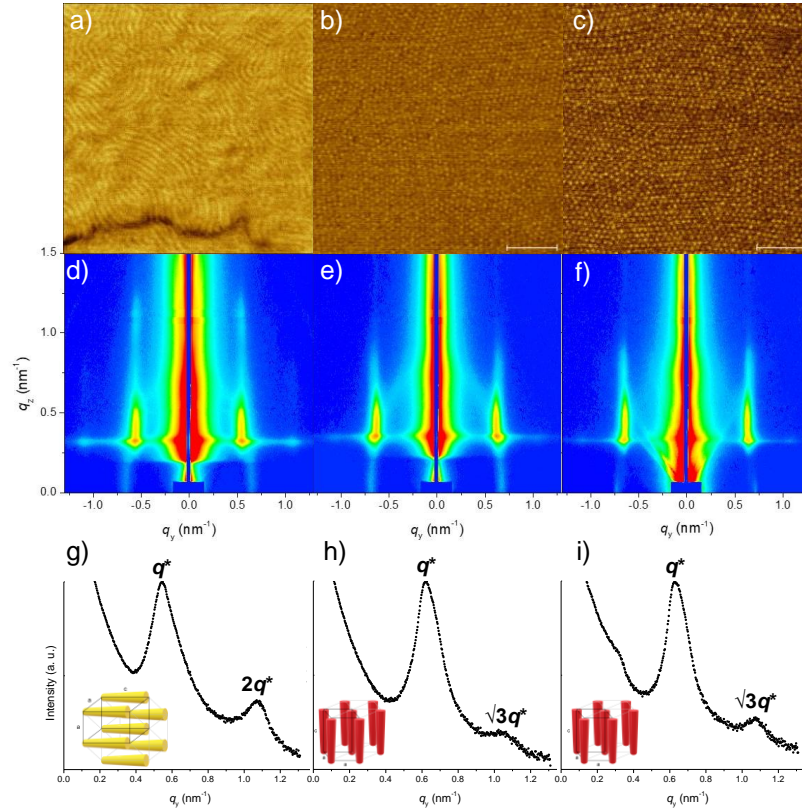 a) b) c)
d) e) f)
1.5
1.0
0.5
0.0
q_z (nm⁻¹)
-1.0 -0.5 0.0 0.5 1.0
-1.0 -0.5 0.0 0.5 1.0
-1.0 -0.5 0.0 0.5 1.0
q_y (nm⁻¹) q_y (nm⁻¹) q_y (nm⁻¹)
g) h) i)
q* q* q*
2q* √3q* √3q*
Intensity (a. u.)
0.0 0.2 0.4 0.6 0.8 1.0 1.2
0.0 0.2 0.4 0.6 0.8 1.0 1.2
0.0 0.2 0.4 0.6 0.8 1.0 1.2
q_y (nm⁻¹) q_y (nm⁻¹) q_y (nm⁻¹)